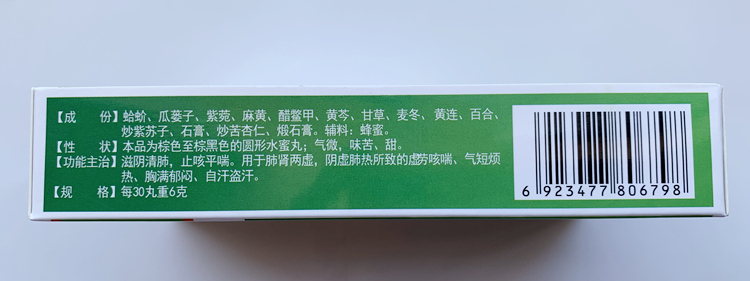 【成　份】蛤蚧、瓜蒌子、紫菀、麻黄、醋鳖甲、黄芩、甘草、麦冬、黄连、百合、
炒紫苏子、石膏、炒苦杏仁、煅石膏。辅料：蜂蜜。
【性　状】本品为棕色至棕黑色的圆形水蜜丸；气微，味苦、甜。
【功能主治】滋阴清肺，止咳平喘。用于肺肾两虚，阴虚肺热所致的虚劳咳喘、气短烦
热、胸满郁闷、自汗盗汗。
【规　格】每30丸重6克
6 923477 806798